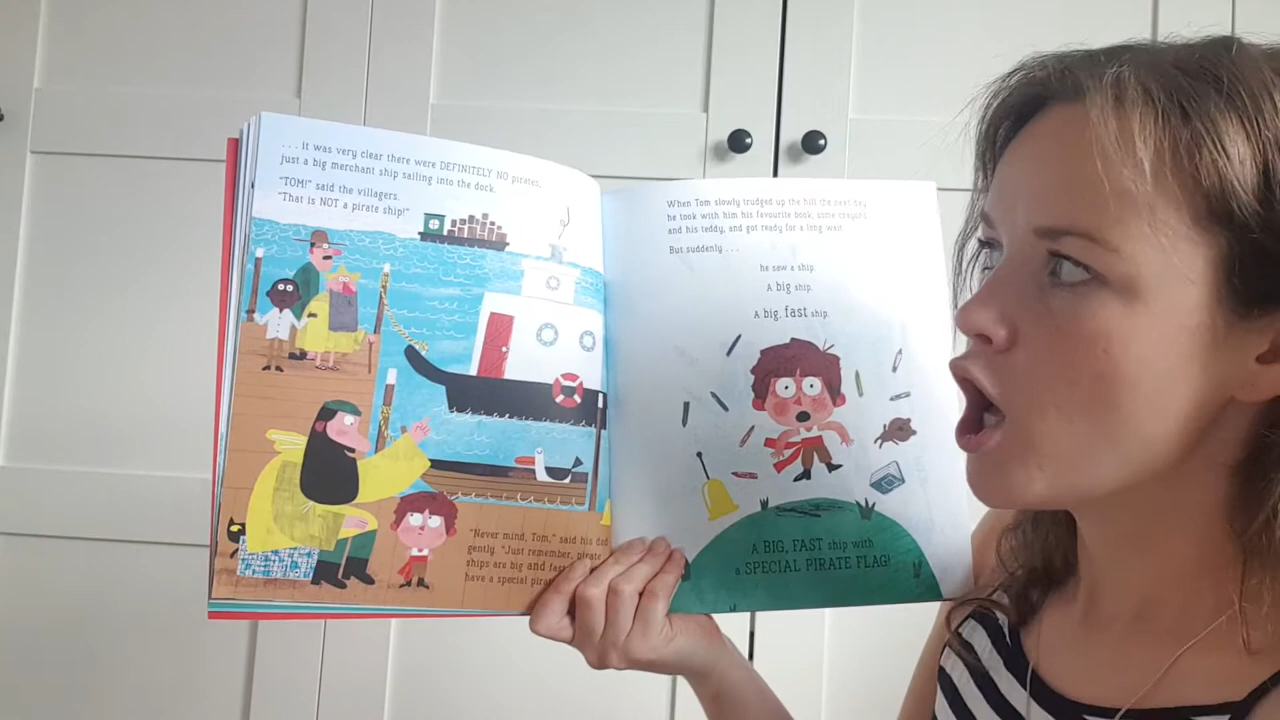 . . . it was very clear there were DEFINITELY NO pirates,
just a big merchant ship sailing into the dock.
"TOM!" said the villagers.
"That is NOT a pirate ship!"
"Never mind, Tom," said his dad
gently. "Just remember, pirate
ships are big and fast
have a special
When Tom slowly trudged up the hill the next day
he took with him his favourite book, some crayons
and his teddy, and got ready for a long wait.
But suddenly . . .
he saw a ship.
A big ship.
A big, fast ship.
A BIG, FAST ship with
a SPECIAL PIRATE FLAG!